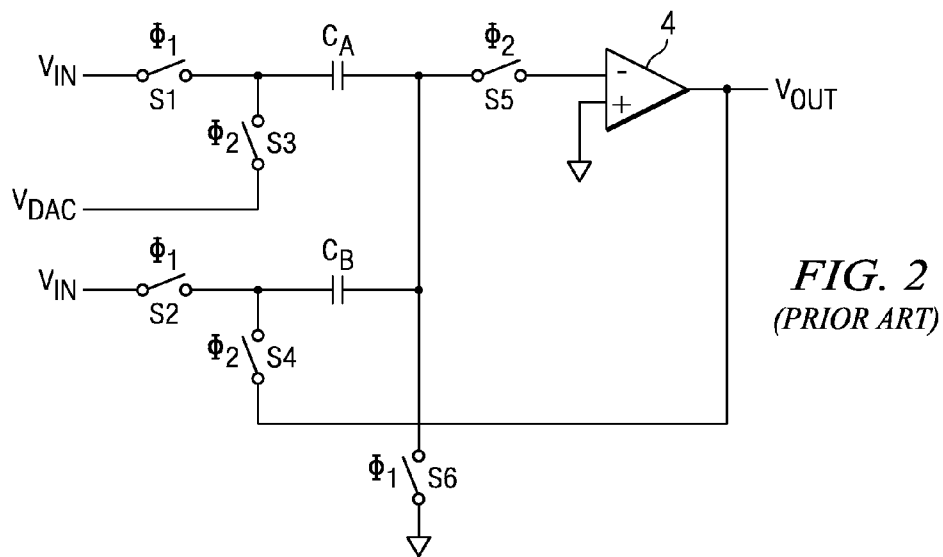 Φ1
CA
Φ2
4
VIN
S1
S5
-
+
VOUT
Φ2
S3
VDAC
Φ1
CB
VIN
S2
Φ2
S4
FIG. 2
(PRIOR ART)
Φ1
S6